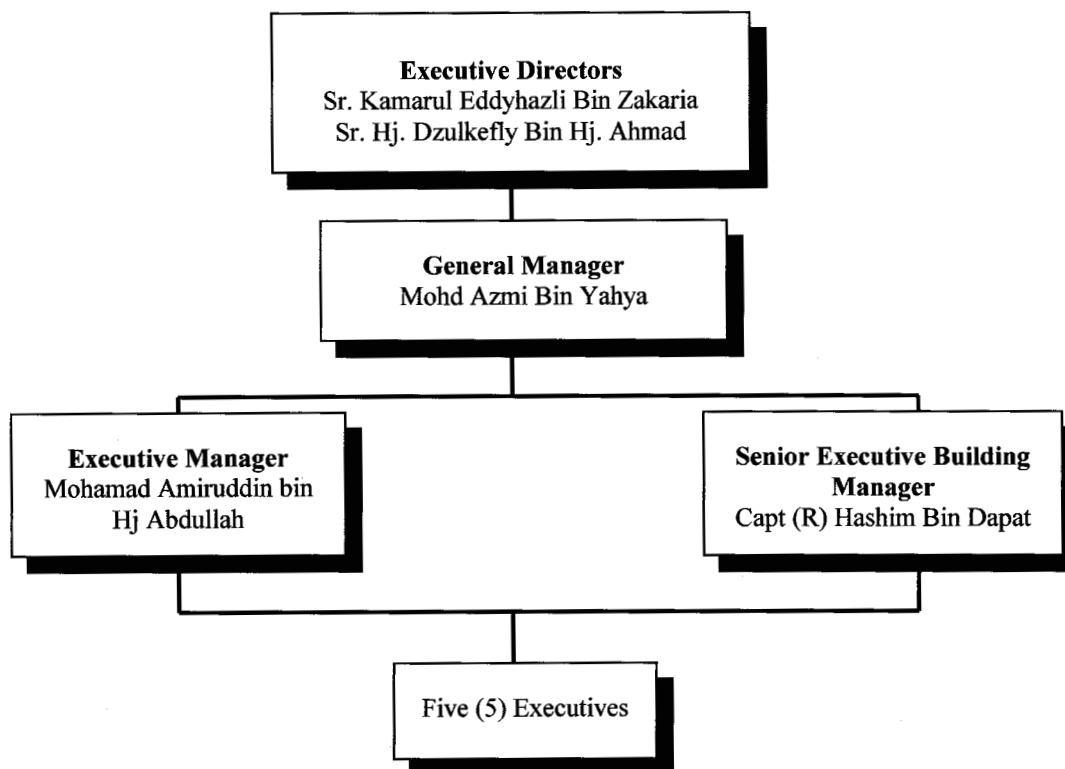 Executive Directors
Sr. Kamarul Eddyhazli Bin Zakaria
Sr. Hj. Dzulkefly Bin Hj. Ahmad
General Manager
Mohd Azmi Bin Yahya
Executive Manager
Mohamad Amiruddin bin
Hj Abdullah
Senior Executive Building
Manager
Capt (R) Hashim Bin Dapat
Five (5) Executives